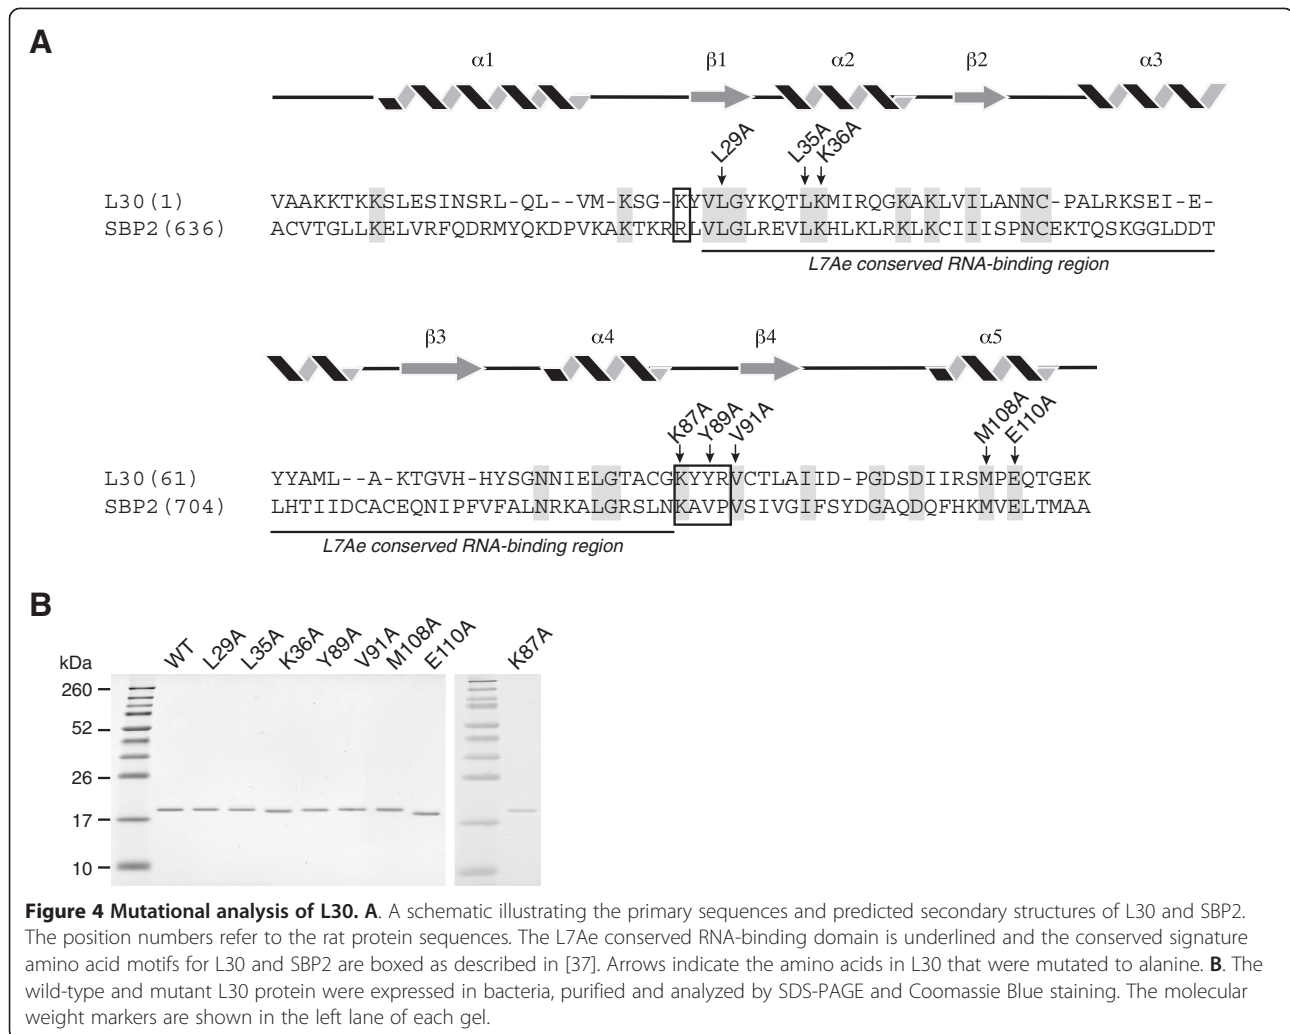 A
α1 β1 α2 β2 α3
L29A L35A K36A
L30(1) VAAKKTKKSLESINSRL-QL--VM-KSG-KYVLGYKQTLKMIRQGKAKLVILANNC-PALRKSEI-E-
SBP2(636) ACVTGLLKELVRFQDRMYQKDPVKAKTKRRLVLGLREVLKHLKLRKLKCIIISPNCEKTQSKGGLDDT
L7Ae conserved RNA-binding region
β3 α4 β4 α5
K87A Y89A V91A M108A E110A
L30(61) YYAML--A-KTGVH-HYSGNNIELGTACGKYYRVCTLAIID-PGDSDIIRSMPEQTGEK
SBP2(704) LHTIIDCACEQNIPFVFALNRKALGRSLNKAVPVSIVGIFSYDGAQDQFHKMVELTMAA
L7Ae conserved RNA-binding region
B
kDa WT L29A L35A K36A Y89A V91A M108A E110A K87A
260
52
26
17
10
Figure 4 Mutational analysis of L30. A. A schematic illustrating the primary sequences and predicted secondary structures of L30 and SBP2.
The position numbers refer to the rat protein sequences. The L7Ae conserved RNA-binding domain is underlined and the conserved signature
amino acid motifs for L30 and SBP2 are boxed as described in [37]. Arrows indicate the amino acids in L30 that were mutated to alanine. B. The
wild-type and mutant L30 protein were expressed in bacteria, purified and analyzed by SDS-PAGE and Coomassie Blue staining. The molecular
weight markers are shown in the left lane of each gel.